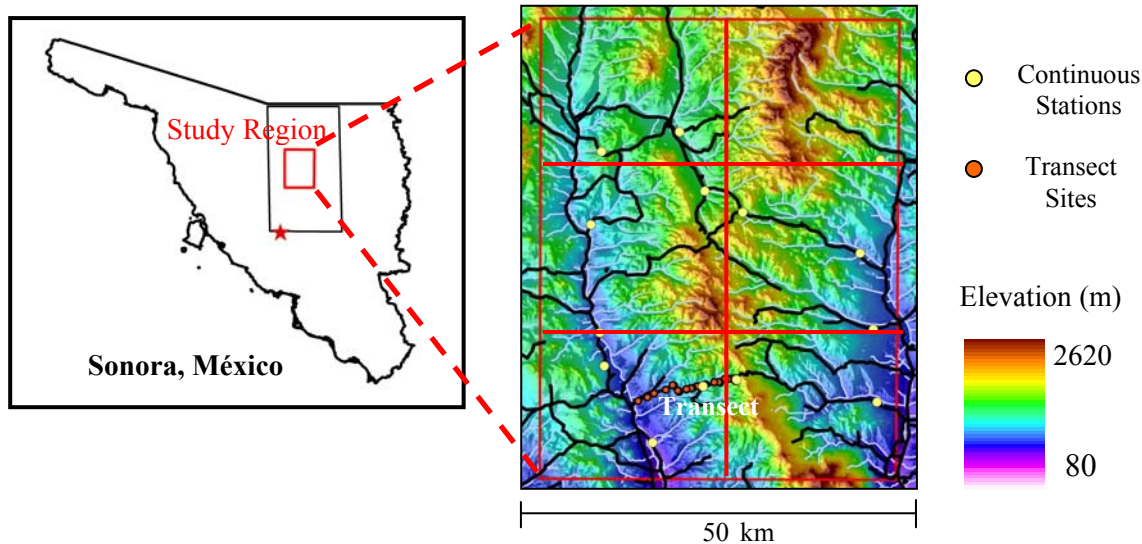 Study Region
Sonora, México
Transect
50 km
Continuous
Stations
Transect
Sites
Elevation (m)
2620
80